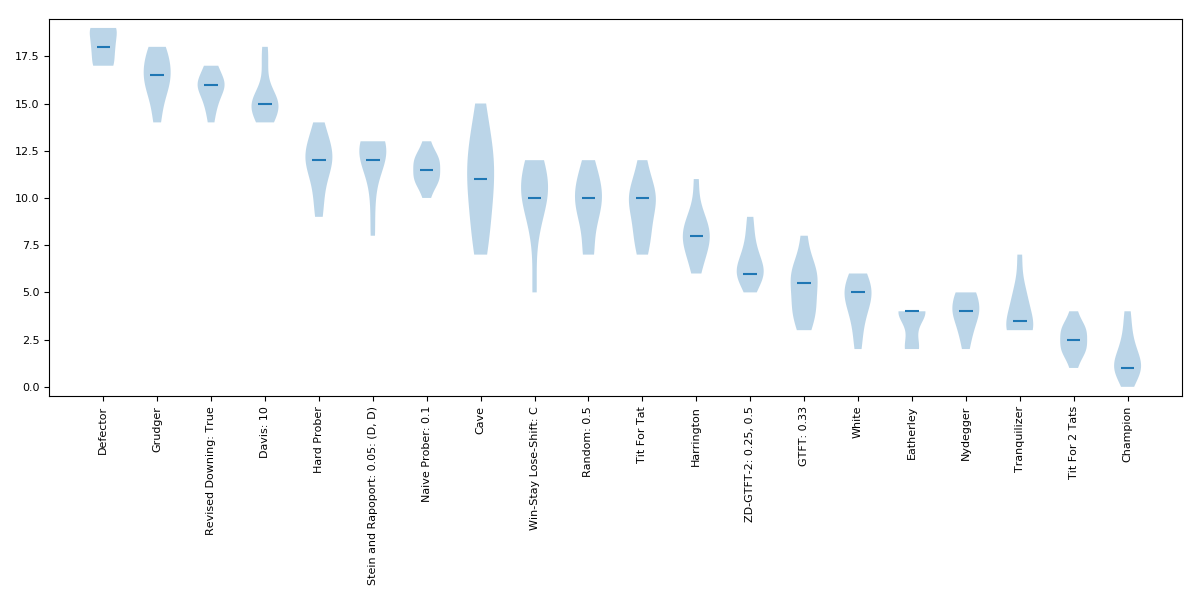 17.5
15.0
12.5
10.0
7.5
5.0
2.5
0.0
Defector
Grudger
Revised Downing: True
Davis: 10
Hard Prober
Stein and Rapoport: 0.05: (D, D)
Naive Prober: 0.1
Cave
Win-Stay Lose-Shift: C
Random: 0.5
Tit For Tat
Harrington
ZD-GTFT-2: 0.25, 0.5
GTFT: 0.33
White
Eatherley
Nydegger
Tranquilizer
Tit For 2 Tats
Champion